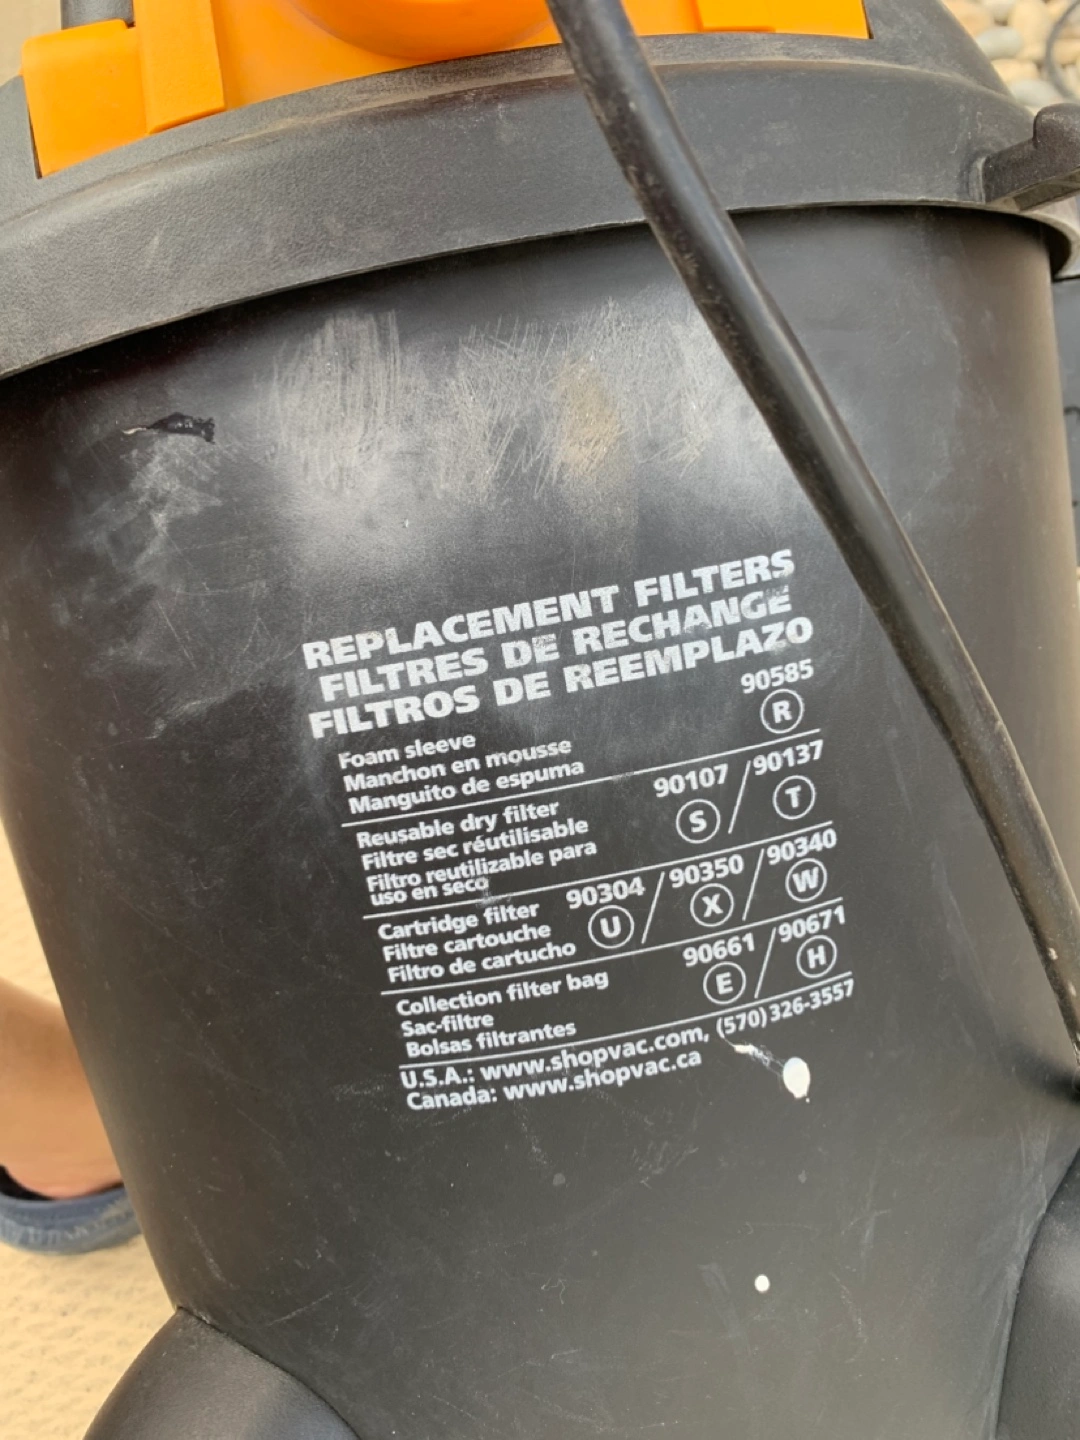 REPLACEMENT FILTERS
FILTRES DE RECHANGE
FILTROS DE REEMPLAZO
Foam sleeve 90585
Manchon en mousse R
Manguito de espuma
Reusable dry filter 90107 / 90137
Filtre sec réutilisable S T
Filtro reutilizable para
uso en seco
Cartridge filter 90304 / 90350 / 90340
Filtre cartouche U X W
Filtro de cartucho
Collection filter bag 90661 / 90671
Sac-filtre E H
Bolsas filtrantes
U.S.A.: www.shopvac.com, (570) 326-3557
Canada: www.shopvac.ca